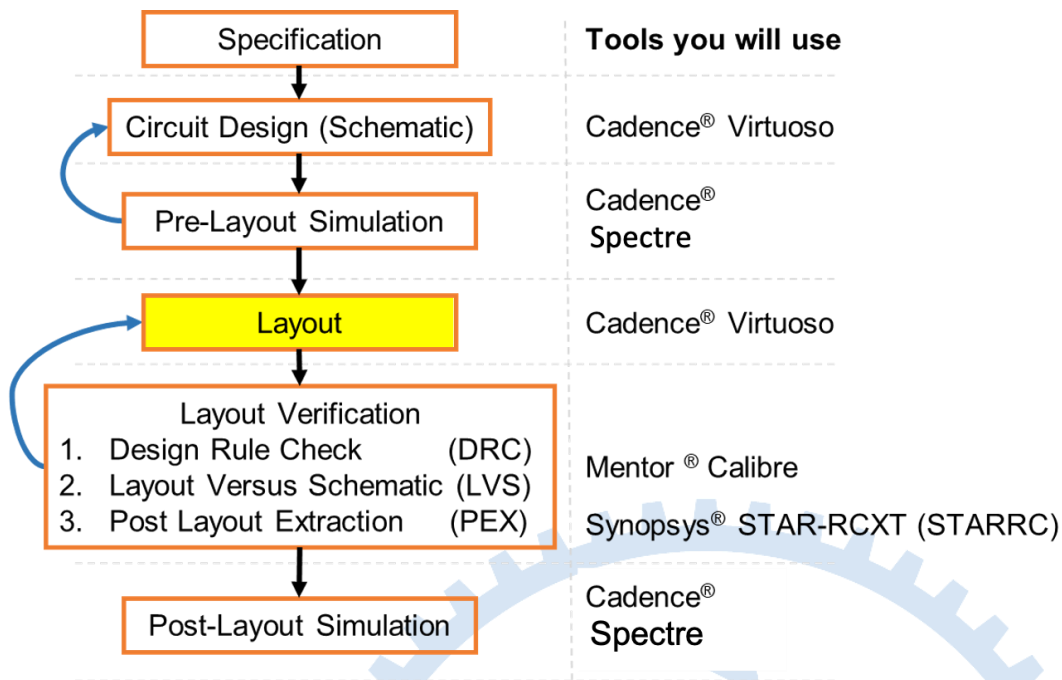 Specification
Tools you will use
Circuit Design (Schematic)
Cadence® Virtuoso
Pre-Layout Simulation
Cadence®
Spectre
Layout
Cadence® Virtuoso
Layout Verification
1. Design Rule Check (DRC)
2. Layout Versus Schematic (LVS)
3. Post Layout Extraction (PEX)
Mentor ® Calibre
Synopsys® STAR-RCXT (STARRC)
Post-Layout Simulation
Cadence®
Spectre